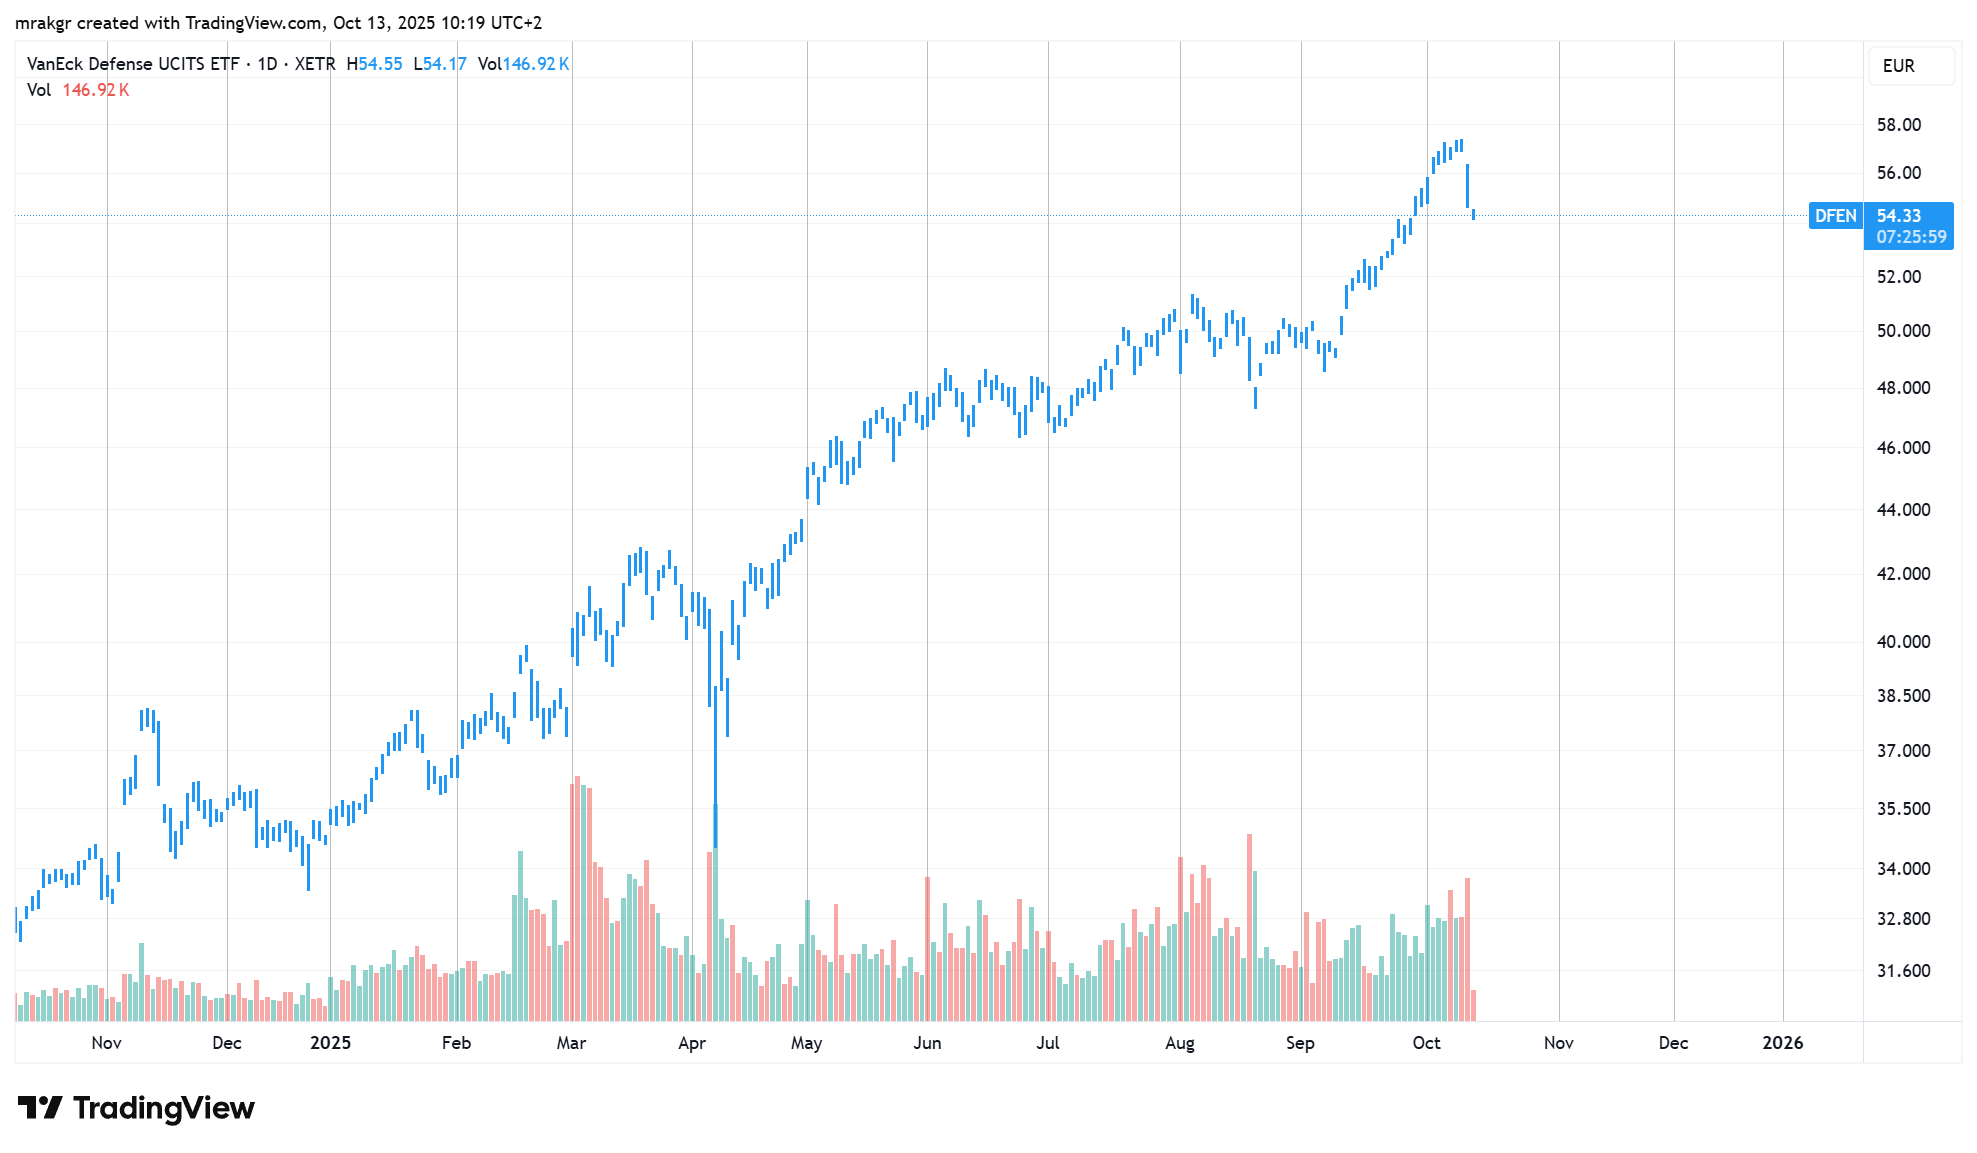 mrakgr created with TradingView.com, Oct 13, 2025 10:19 UTC+2
VanEck Defense UCITS ETF · 1D · XETR H54.55 L54.17 Vol146.92 K
Vol 146.92 K
EUR
58.00
56.00
DFEN 54.33
07:25:59
52.00
50.000
48.000
46.000
44.000
42.000
40.000
38.500
37.000
35.500
34.000
32.800
31.600
Nov Dec 2025 Feb Mar Apr May Jun Jul Aug Sep Oct Nov Dec 2026
TradingView